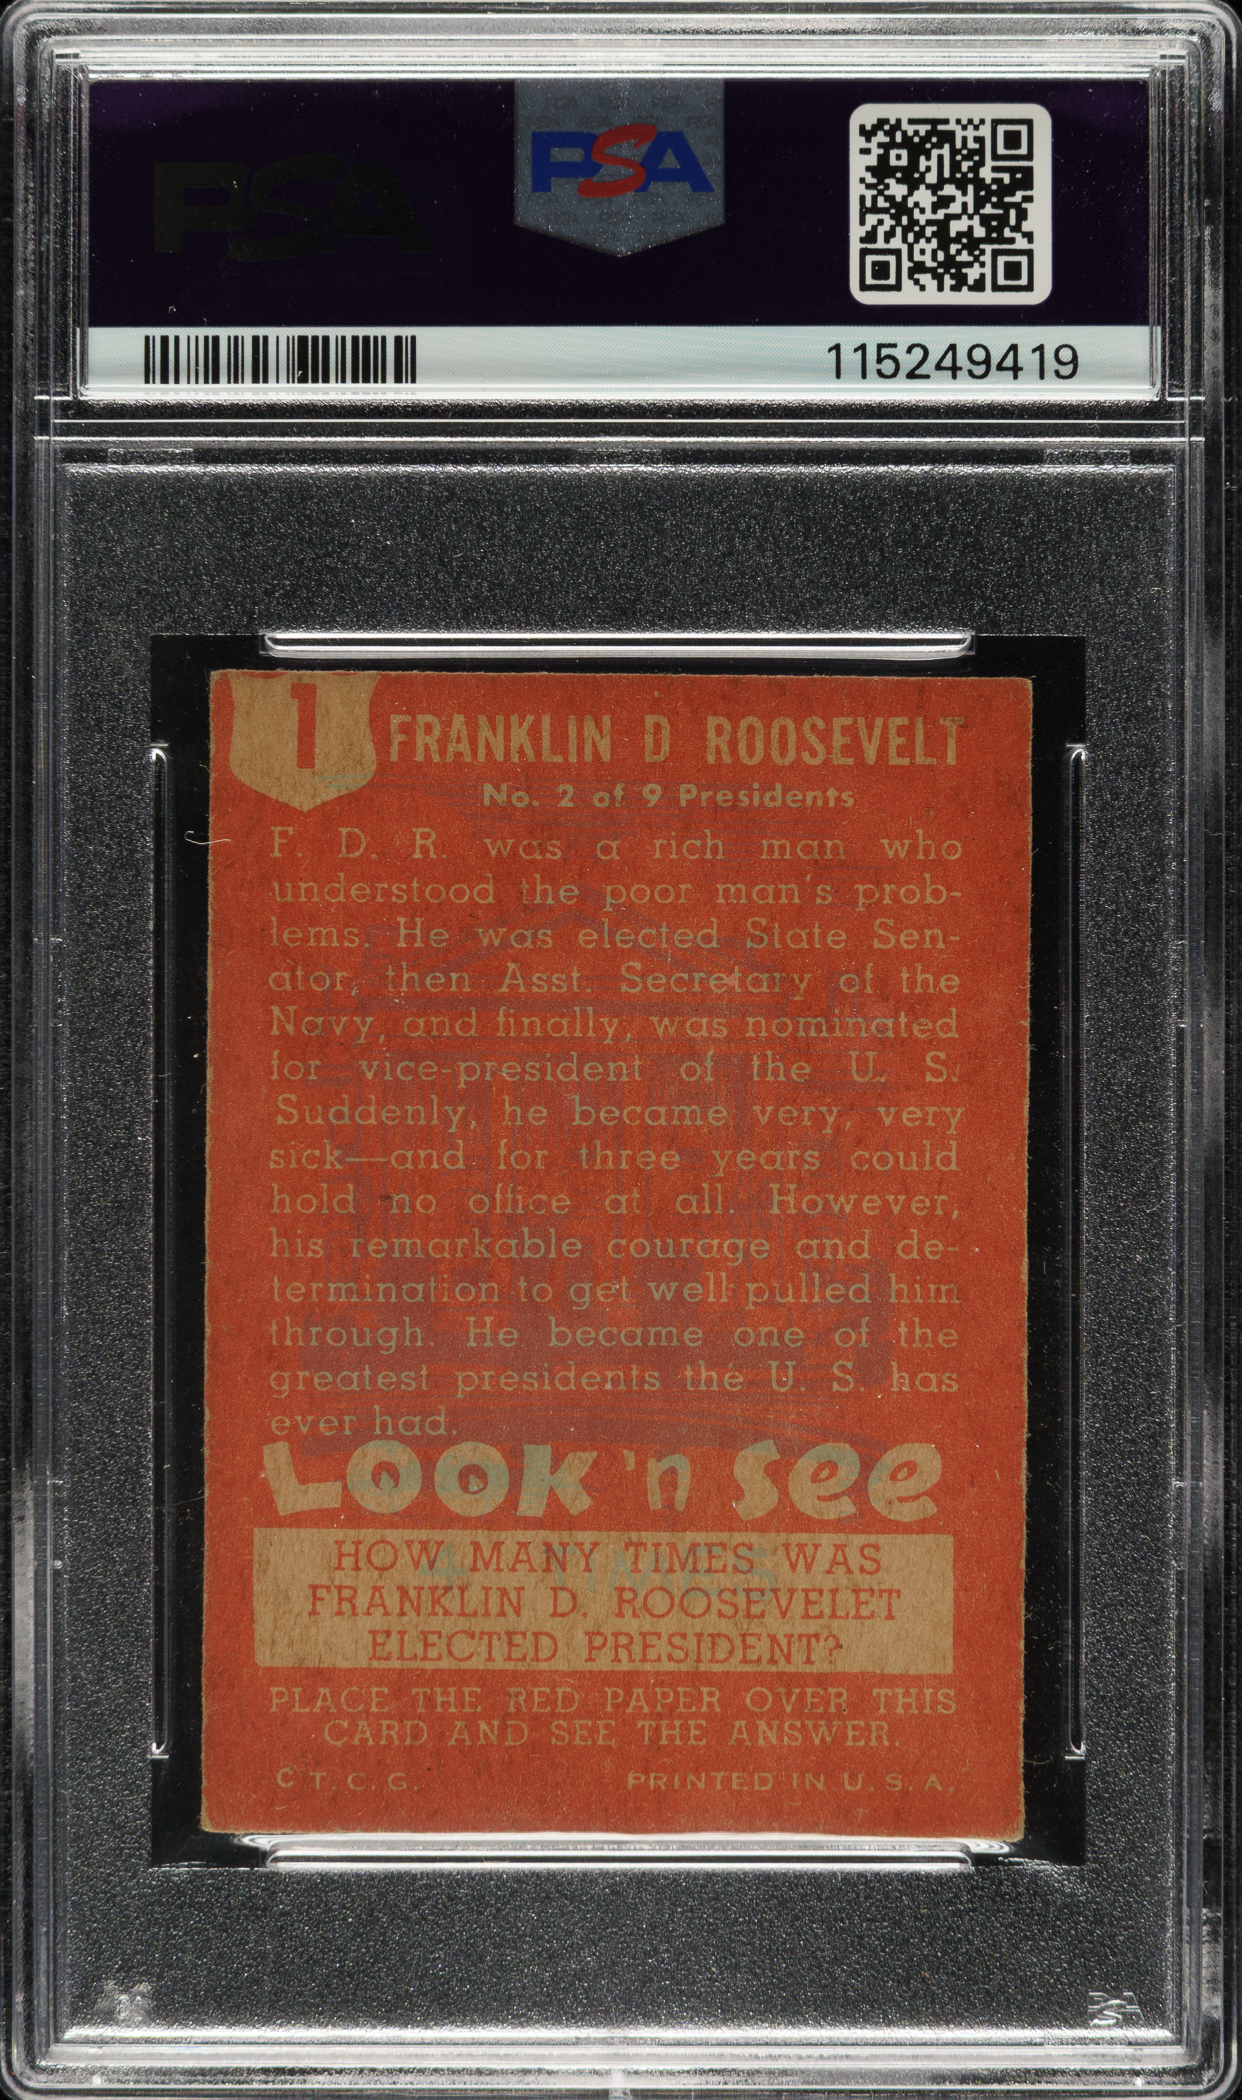 PSA
PSA
115249419
1
FRANKLIN D ROOSEVELT
No. 2 of 9 Presidents
F. D. R. was a rich man who
understood the poor man's prob-
lems. He was elected State Sen-
ator, then Asst. Secretary of the
Navy, and finally, was nominated
for vice-president of the U. S.
Suddenly, he became very, very
sick—and for three years could
hold no office at all. However,
his remarkable courage and de-
termination to get well pulled him
through. He became one of the
greatest presidents the U. S. has
ever had.
LOOK 'n SEE
HOW MANY TIMES WAS
FRANKLIN D. ROOSEVELET
ELECTED PRESIDENT?
4 TIMES
PLACE THE RED PAPER OVER THIS
CARD AND SEE THE ANSWER.
© T. C. G. PRINTED IN U. S. A.
PSA